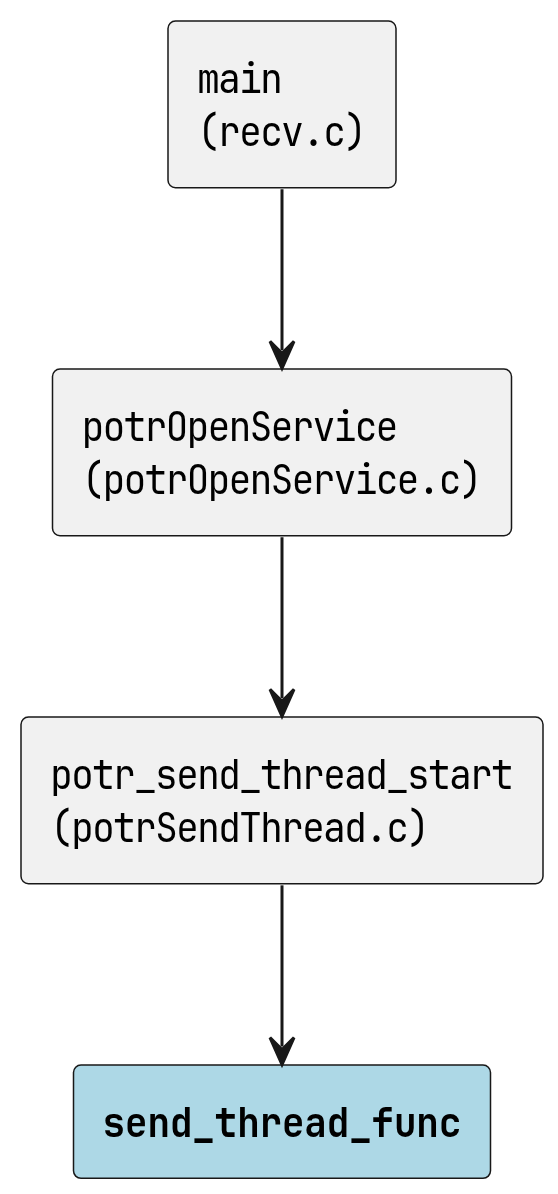 main
(recv.c)
potrOpenService
(potrOpenService.c)
potr_send_thread_start
(potrSendThread.c)
send_thread_func